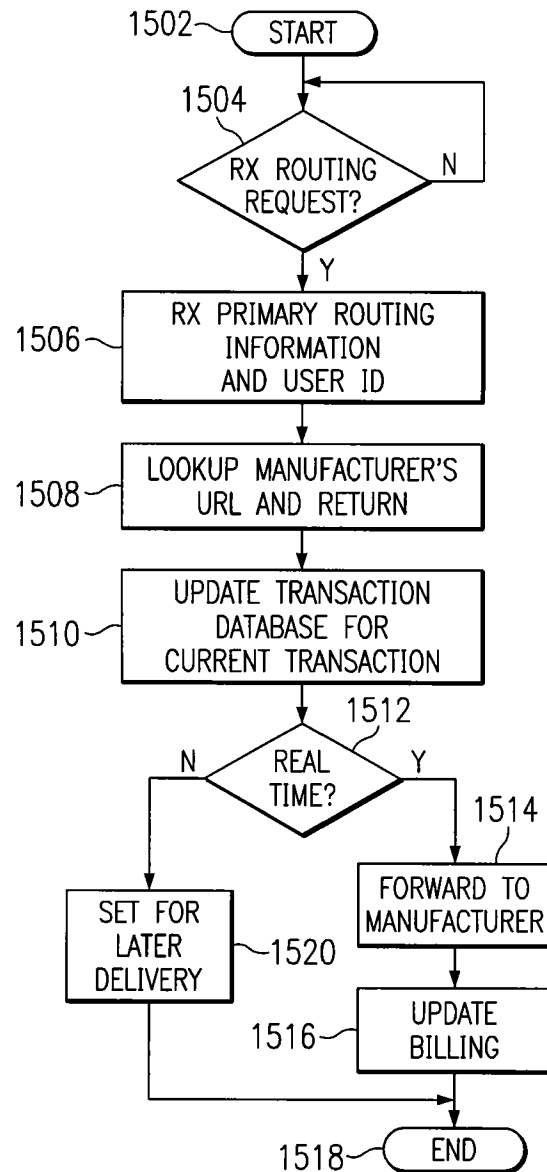 1502
START
1504
RX ROUTING
REQUEST?
N
Y
1506
RX PRIMARY ROUTING
INFORMATION
AND USER ID
1508
LOOKUP MANUFACTURER'S
URL AND RETURN
1510
UPDATE TRANSACTION
DATABASE FOR
CURRENT TRANSACTION
1512
N
REAL
TIME?
Y
1514
FORWARD TO
MANUFACTURER
SET FOR
LATER
DELIVERY
1520
1516
UPDATE
BILLING
1518
END